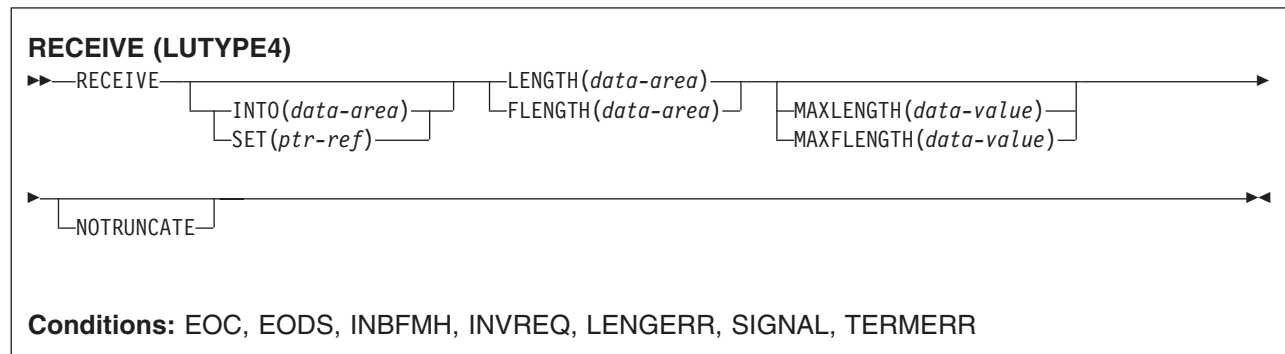 RECEIVE (LUTYPE4)
RECEIVE LENGTH(data-area)
INTO(data-area) FLENGTH(data-area) MAXLENGTH(data-value)
SET(ptr-ref) MAXFLENGTH(data-value)
NOTRUNCATE
Conditions: EOC, EODS, INBFMH, INVREQ, LENGERR, SIGNAL, TERMERR